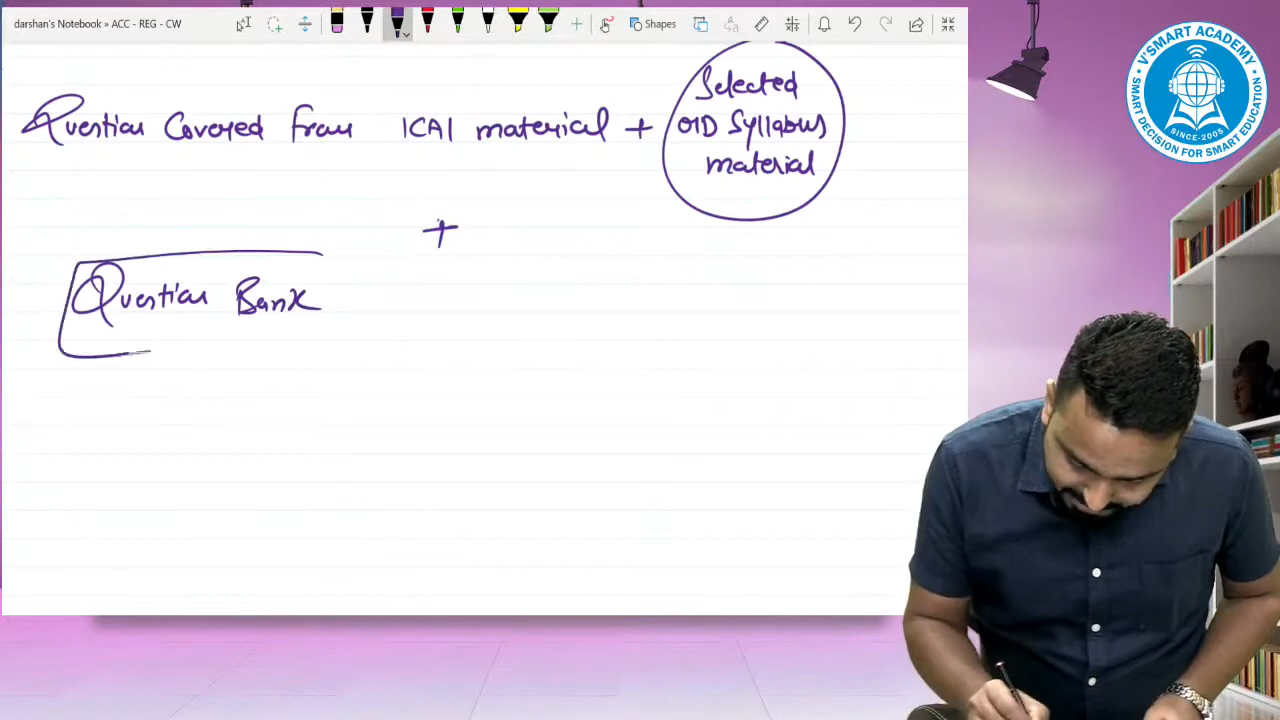 darshan's Notebook » ACC - REG - CW
Shapes
Question Covered from ICAI material + Selected Old Syllabus material
+
Question Bank
V'SMART ACADEMY
SINCE-2005
SMART DECISION FOR SMART EDUCATION